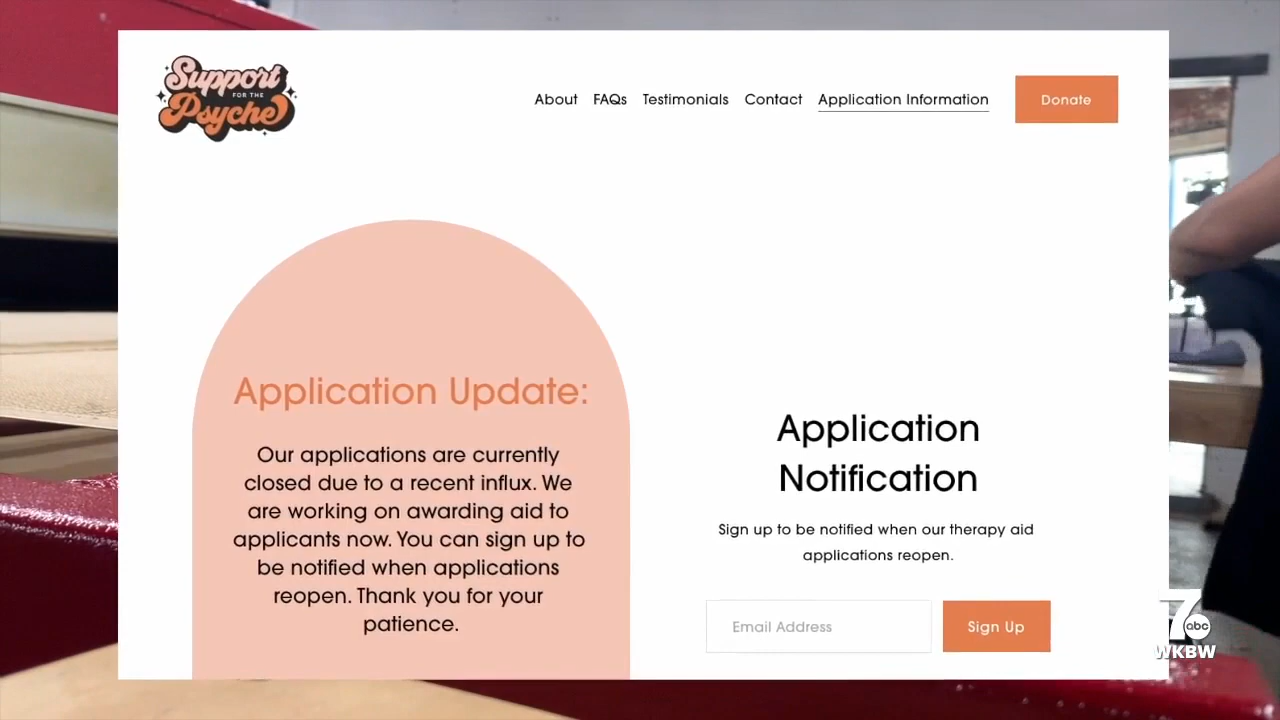 Support
FOR THE
Psyche
About FAQs Testimonials Contact Application Information Donate
Application Update:
Our applications are currently
closed due to a recent influx. We
are working on awarding aid to
applicants now. You can sign up to
be notified when applications
reopen. Thank you for your
patience.
Application
Notification
Sign up to be notified when our therapy aid
applications reopen.
Email Address Sign Up
7 abc
WKBW